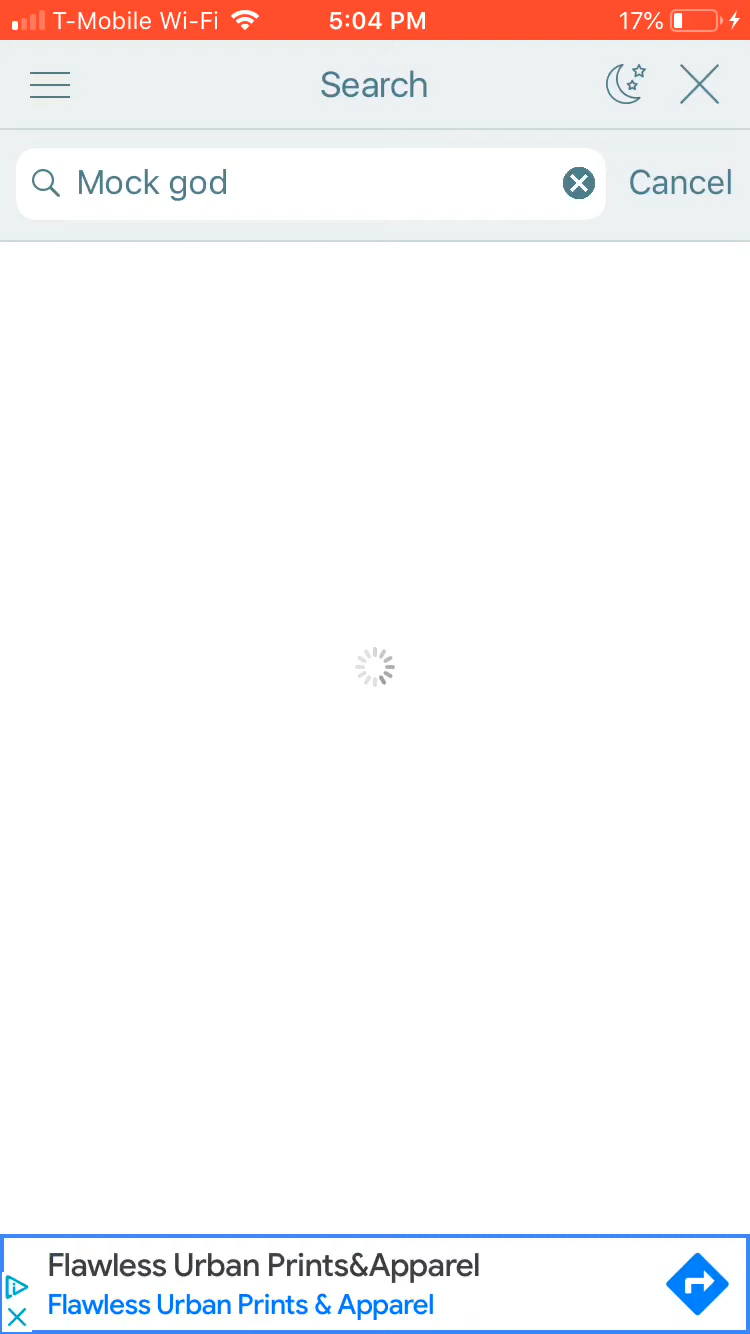 T-Mobile Wi-Fi 5:04 PM 17%
Search
Mock god Cancel
Flawless Urban Prints&Apparel
Flawless Urban Prints & Apparel